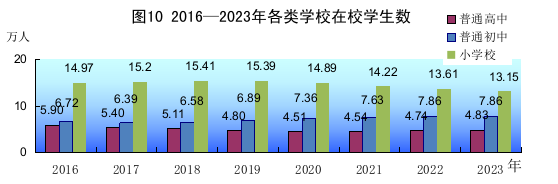 图10 2016—2023年各类学校在校学生数
普通高中
普通初中
小学校
万人
20
10
0
14.97 15.2 15.41 15.39 14.89 14.22 13.61 13.15
6.72 6.39 6.58 6.89 7.36 7.63 7.86 7.86
5.90 5.40 5.11 4.80 4.51 4.54 4.74 4.83
2016 2017 2018 2019 2020 2021 2022 2023 年